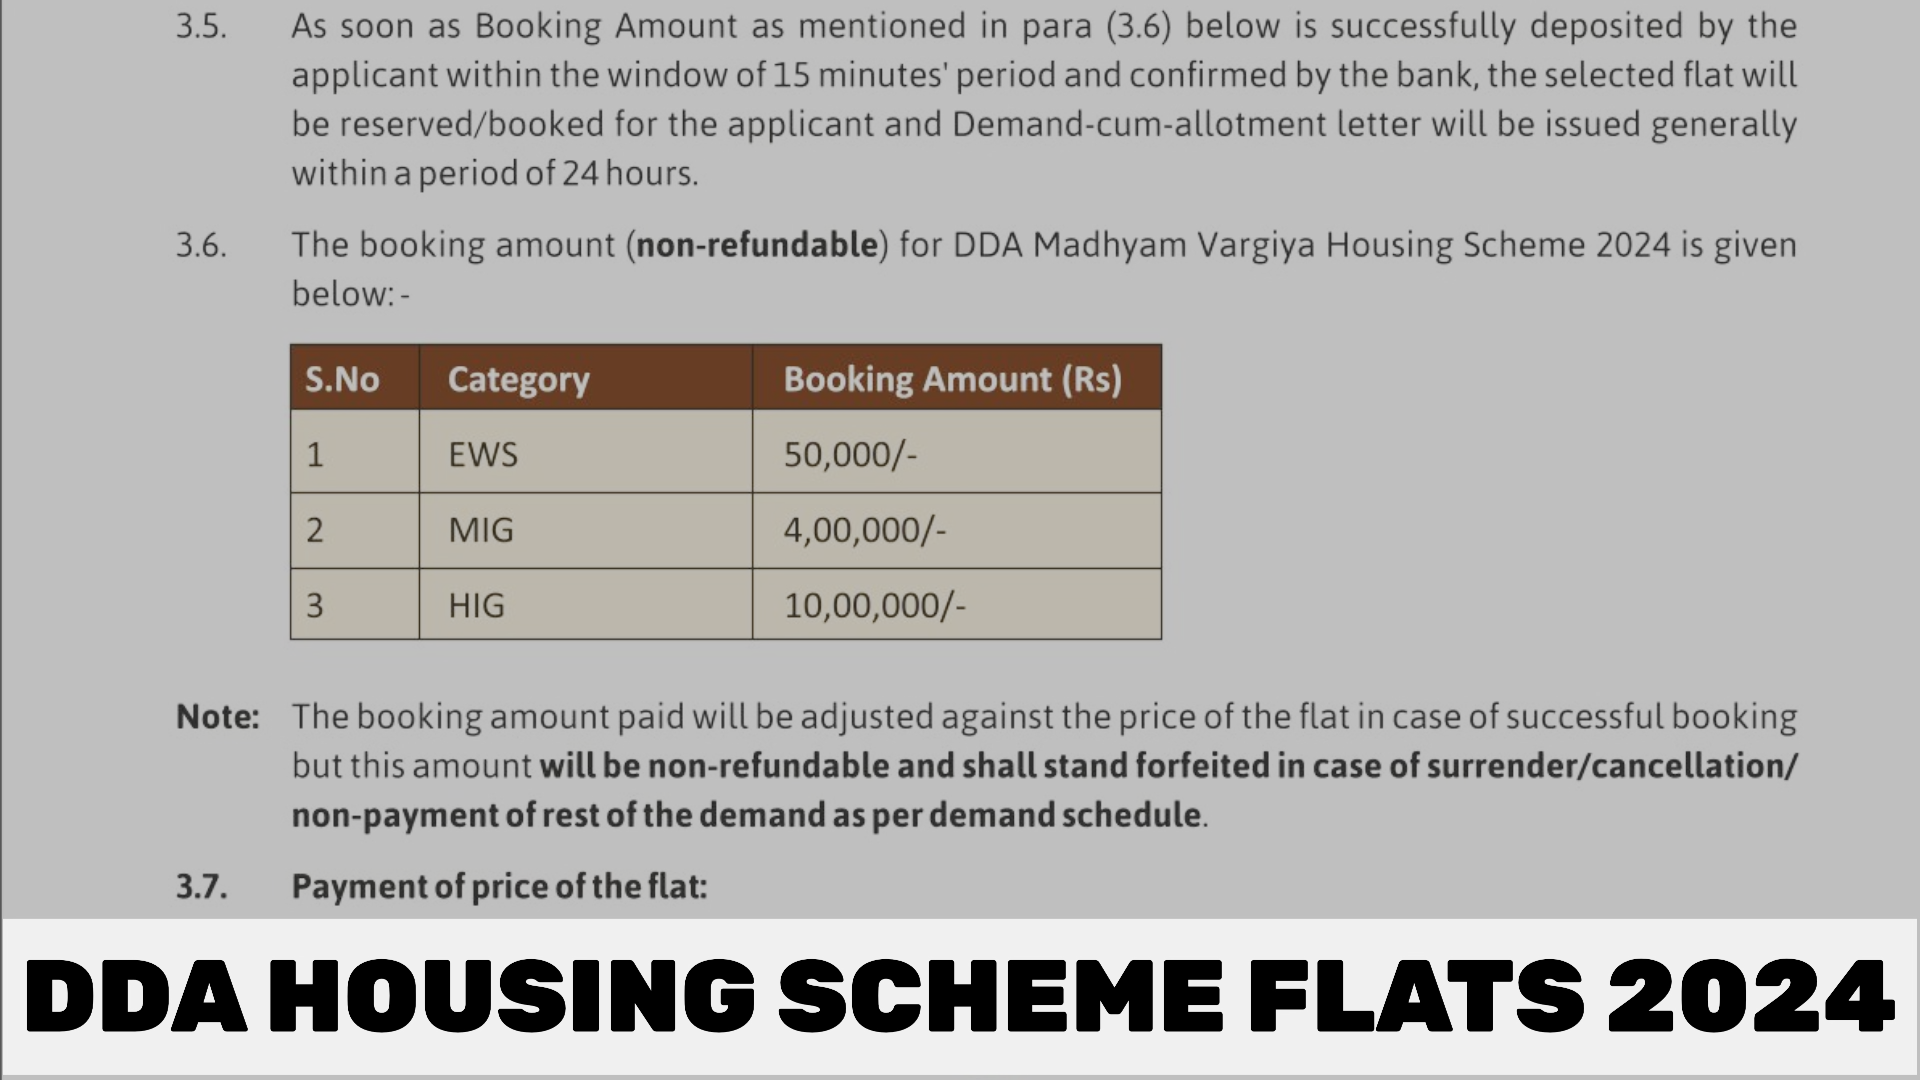 3.5. As soon as Booking Amount as mentioned in para (3.6) below is successfully deposited by the
applicant within the window of 15 minutes' period and confirmed by the bank, the selected flat will
be reserved/booked for the applicant and Demand-cum-allotment letter will be issued generally
within a period of 24 hours.
3.6. The booking amount (non-refundable) for DDA Madhyam Vargiya Housing Scheme 2024 is given
below: -
S.No Category Booking Amount (Rs)
1 EWS 50,000/-
2 MIG 4,00,000/-
3 HIG 10,00,000/-
Note: The booking amount paid will be adjusted against the price of the flat in case of successful booking
but this amount will be non-refundable and shall stand forfeited in case of surrender/cancellation/
non-payment of rest of the demand as per demand schedule.
3.7. Payment of price of the flat:
DDA HOUSING SCHEME FLATS 2024